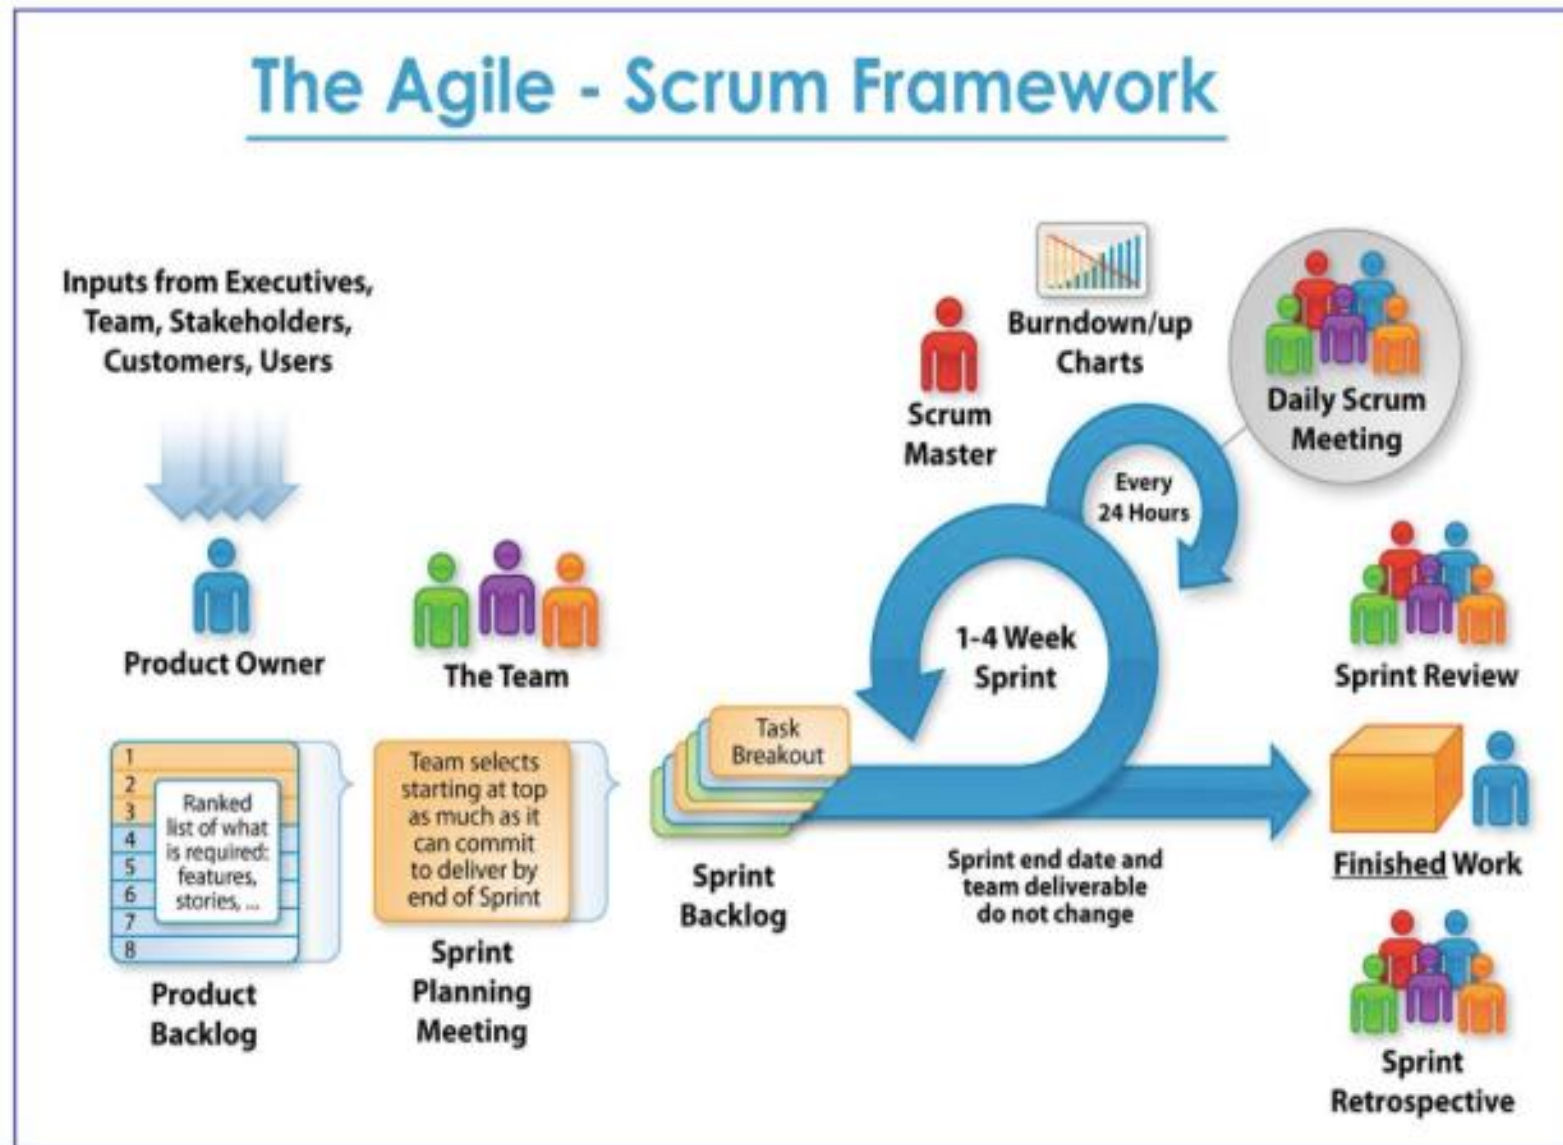 The Agile - Scrum Framework
Inputs from Executives,
Team, Stakeholders,
Customers, Users
Product Owner
The Team
1
2
3
4
5
6
7
8
Ranked
list of what
is required:
features,
stories, ...
Product
Backlog
Team selects
starting at top
as much as it
can commit
to deliver by
end of Sprint
Sprint
Planning
Meeting
Task
Breakout
Sprint
Backlog
Scrum
Master
Burndown/up
Charts
Every
24 Hours
Daily Scrum
Meeting
1-4 Week
Sprint
Sprint end date and
team deliverable
do not change
Sprint Review
Finished Work
Sprint
Retrospective